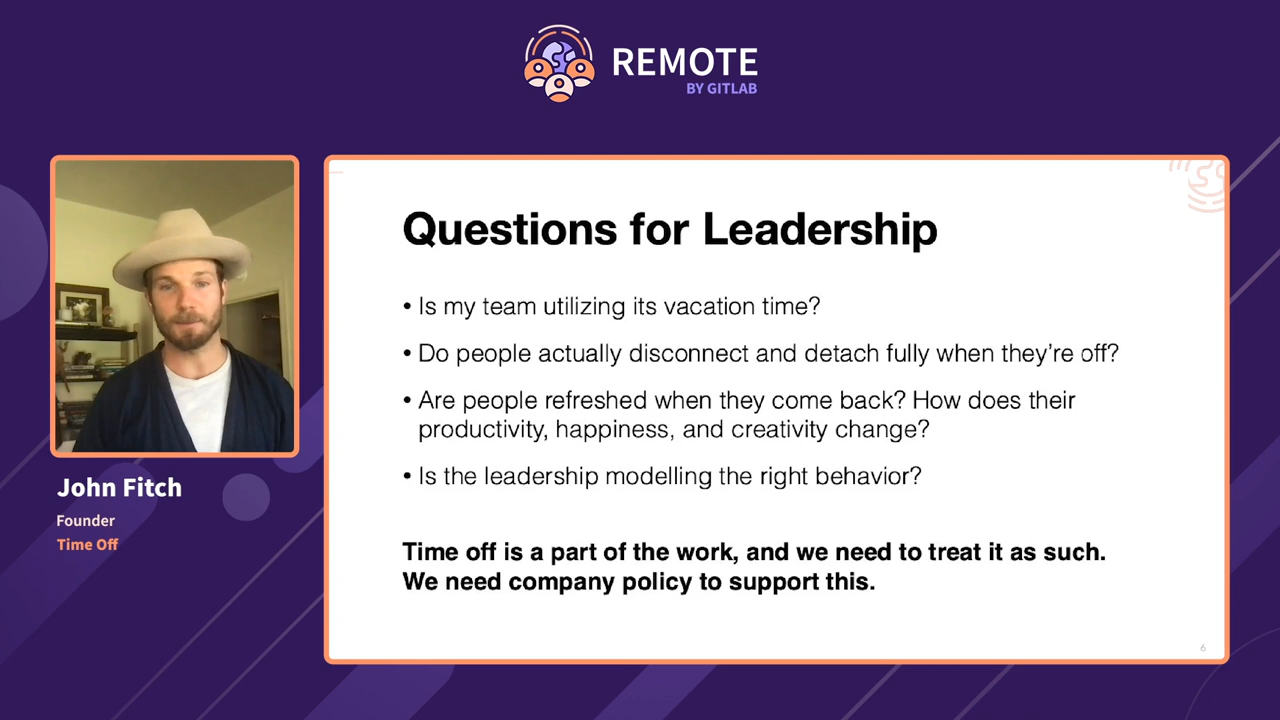 REMOTE
BY GITLAB
John Fitch
Founder
Time Off
Questions for Leadership
• Is my team utilizing its vacation time?
• Do people actually disconnect and detach fully when they’re off?
• Are people refreshed when they come back? How does their
productivity, happiness, and creativity change?
• Is the leadership modelling the right behavior?
Time off is a part of the work, and we need to treat it as such.
We need company policy to support this.
6